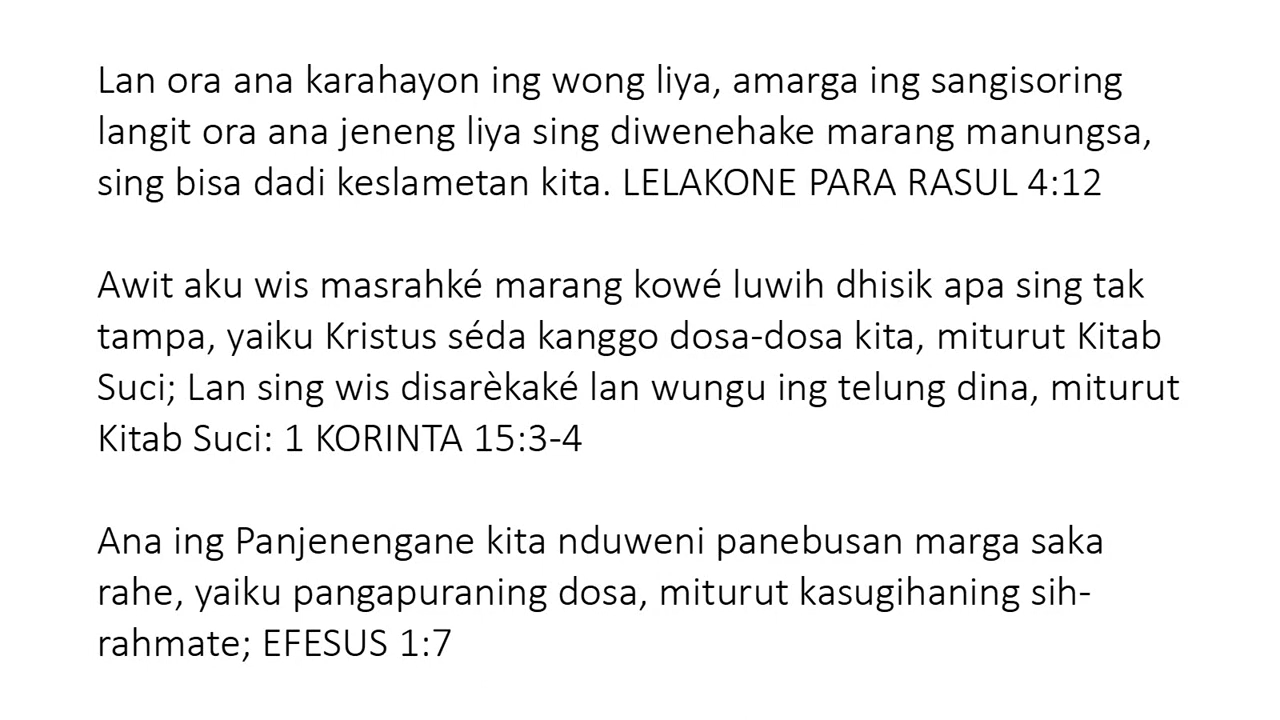 Lan ora ana karahayon ing wong liya, amarga ing sangisoring
langit ora ana jeneng liya sing diwenehake marang manungsa,
sing bisa dadi keslametan kita. LELAKONE PARA RASUL 4:12
Awit aku wis masrahké marang kowé luwih dhisik apa sing tak
tampa, yaiku Kristus séda kanggo dosa-dosa kita, miturut Kitab
Suci; Lan sing wis disarèkaké lan wungu ing telung dina, miturut
Kitab Suci: 1 KORINTA 15:3-4
Ana ing Panjenengane kita nduweni panebusan marga saka
rahe, yaiku pangapuraning dosa, miturut kasugihaning sih-
rahmate; EFESUS 1:7